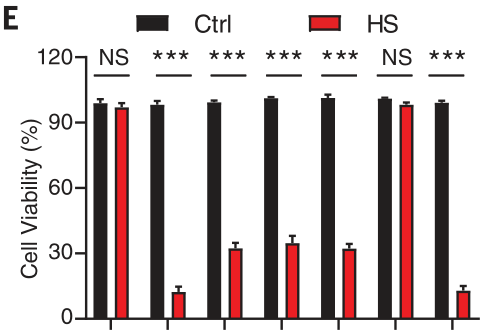 E
Ctrl HS
NS *** *** *** *** NS ***
120
90
60
30
0
Cell Viability (%)